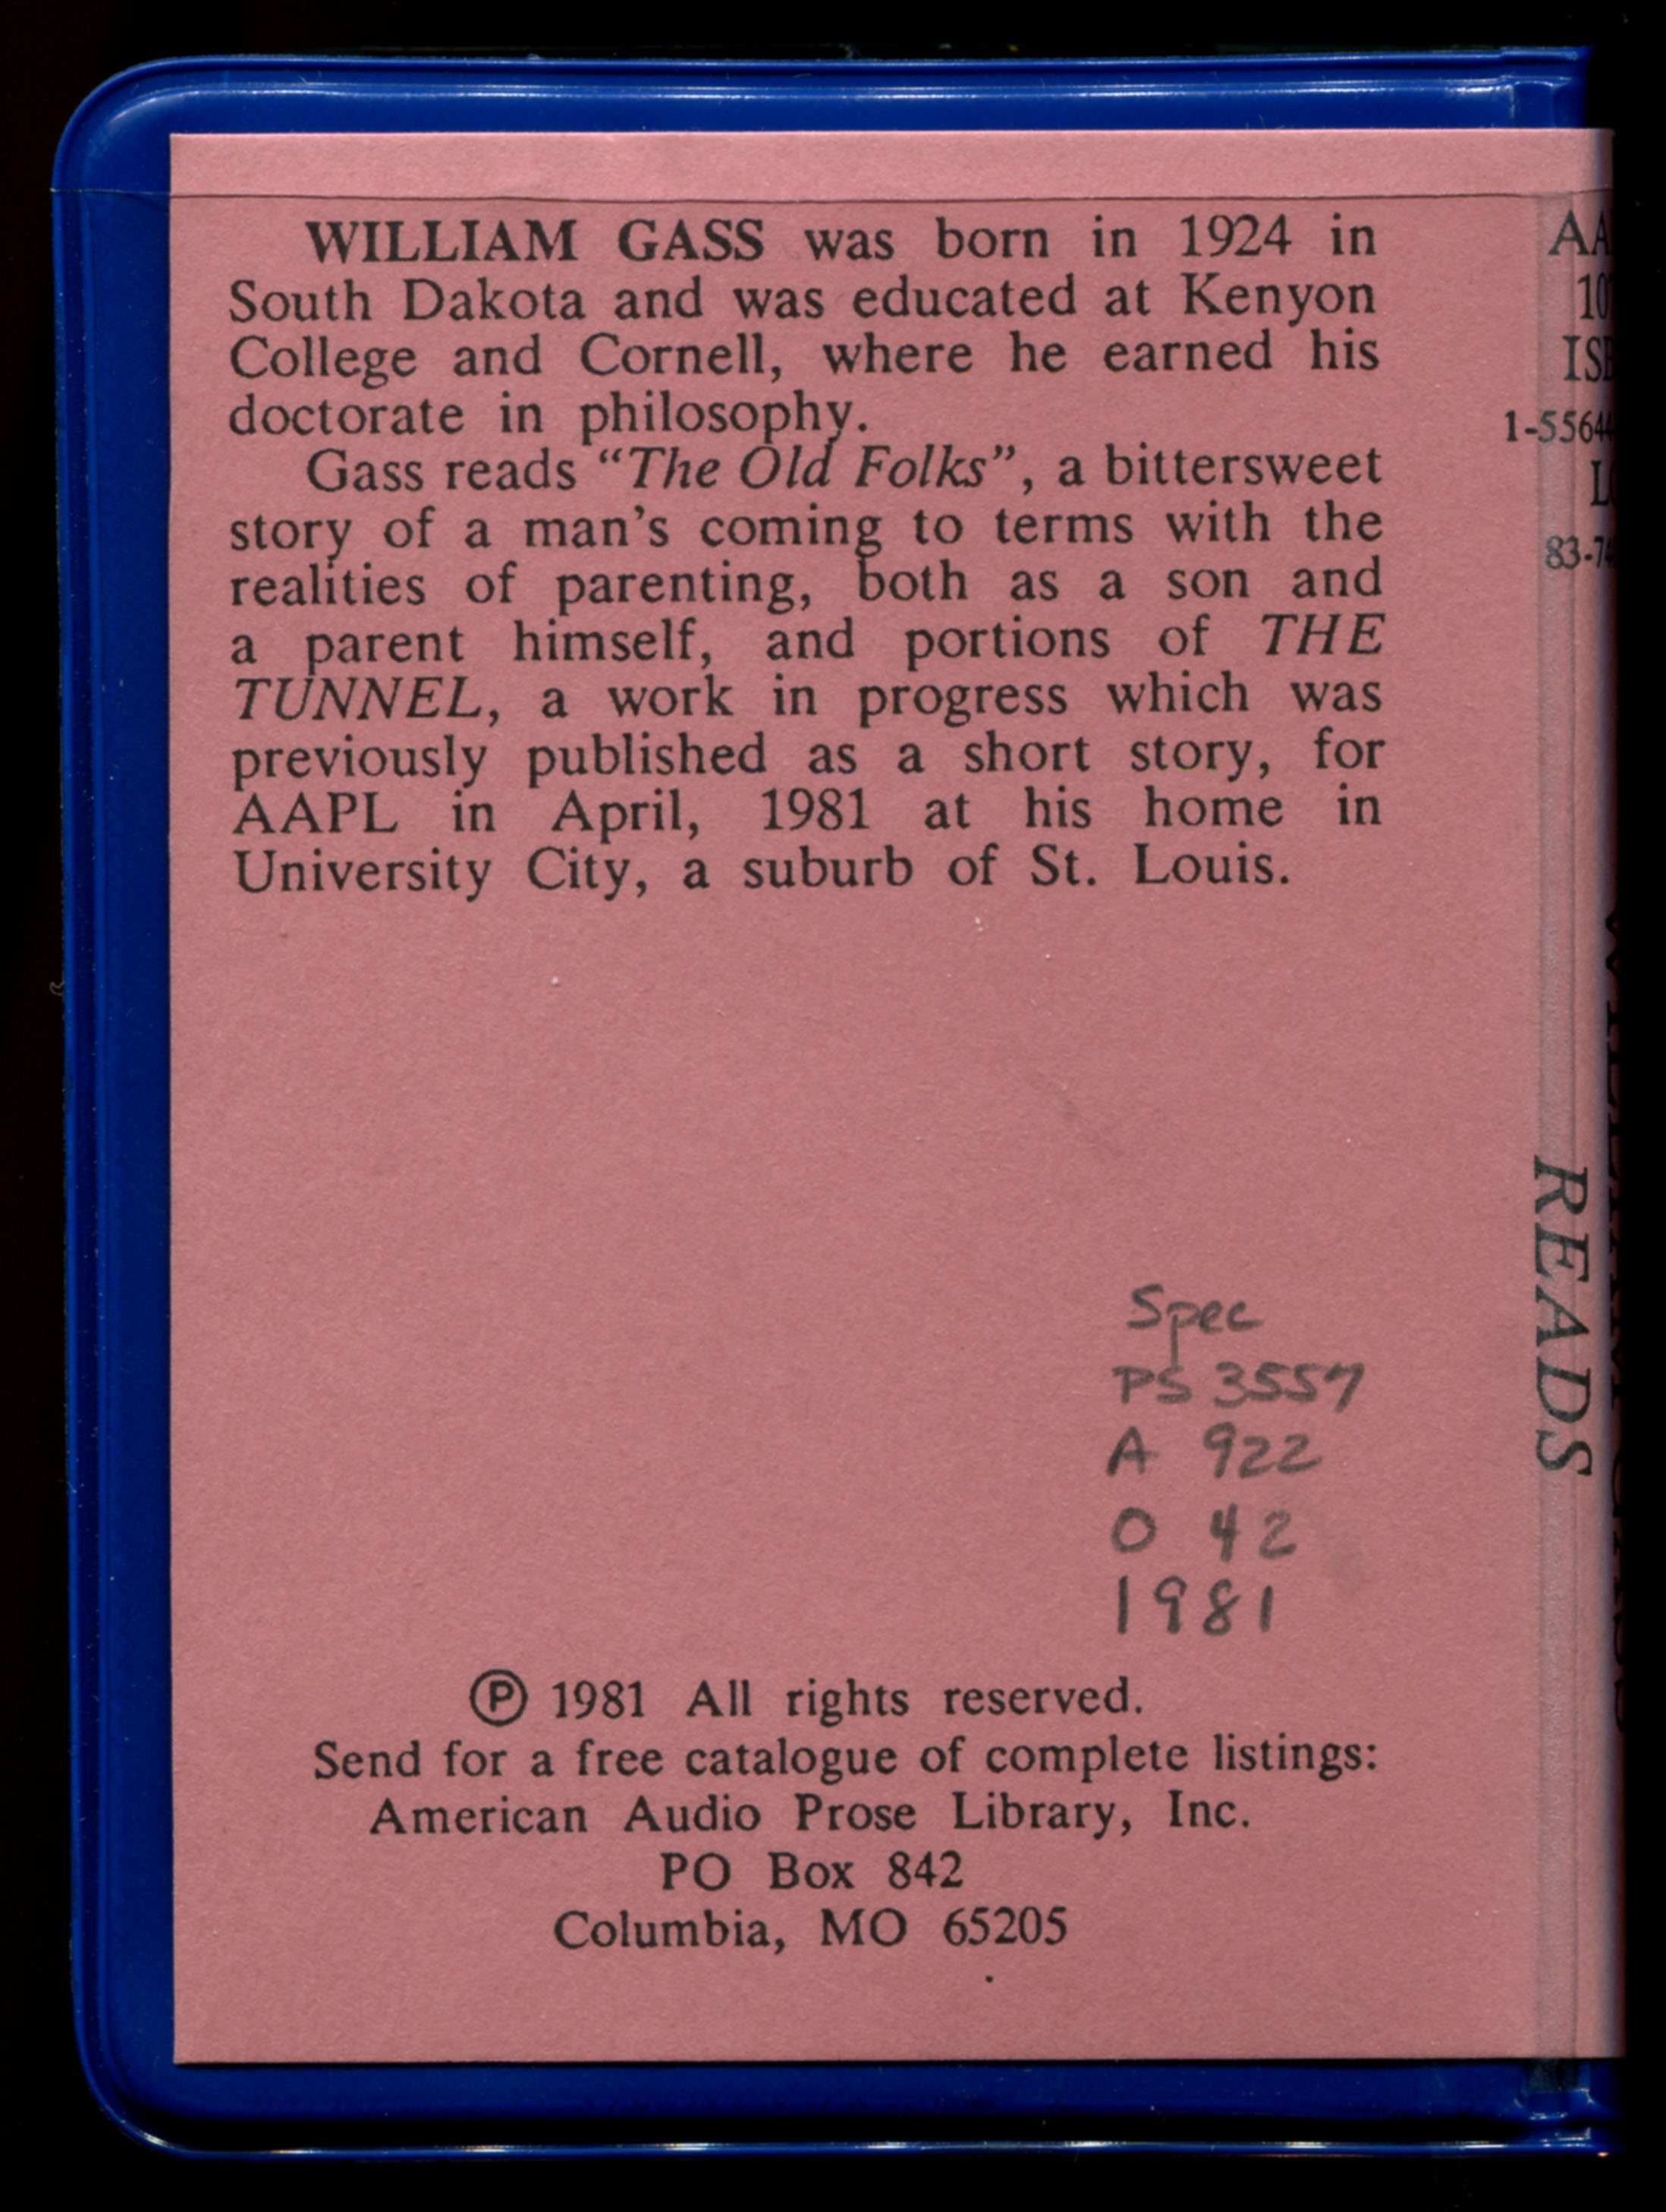 WILLIAM GASS was born in 1924 in
South Dakota and was educated at Kenyon
College and Cornell, where he earned his
doctorate in philosophy.
Gass reads “The Old Folks”, a bittersweet
story of a man’s coming to terms with the
realities of parenting, both as a son and
a parent himself, and portions of THE
TUNNEL, a work in progress which was
previously published as a short story, for
AAPL in April, 1981 at his home in
University City, a suburb of St. Louis.
Spec
PS 3557
A 922
O 42
1981
Ⓟ 1981 All rights reserved.
Send for a free catalogue of complete listings:
American Audio Prose Library, Inc.
PO Box 842
Columbia, MO 65205
READS